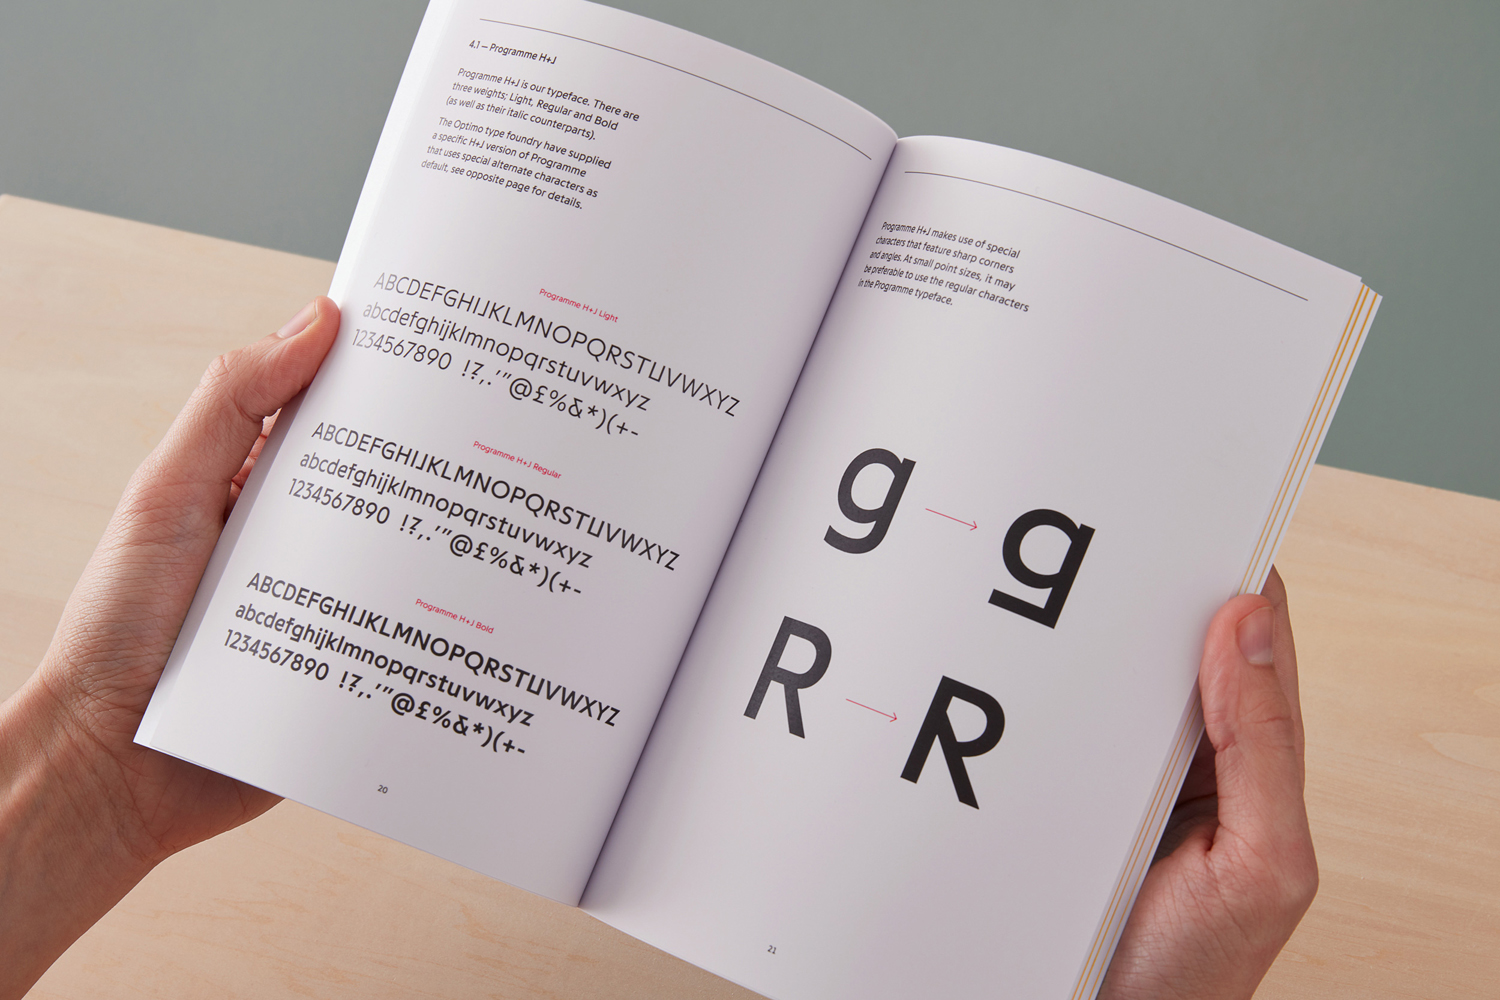 4.1 — Programme H+J
Programme H+J is our typeface. There are
three weights; Light, Regular and Bold
(as well as their italic counterparts).
The Optimo type foundry have supplied
a specific H+J version of Programme
that uses special alternate characters as
default, see opposite page for details.
Programme H+J Light
ABCDEFGHIJKLMNOPQRSTUVWXYZ
abcdefghijklmnopqrstuvwxyz
1234567890 !?,.'"@£%&*)(+-
Programme H+J Regular
ABCDEFGHIJKLMNOPQRSTUVWXYZ
abcdefghijklmnopqrstuvwxyz
1234567890 !?,.'"@£%&*)(+-
Programme H+J Bold
ABCDEFGHIJKLMNOPQRSTUVWXYZ
abcdefghijklmnopqrstuvwxyz
1234567890 !?,.'"@£%&*)(+-
20
Programme H+J makes use of special
characters that feature sharp corners
and angles. At small point sizes, it may
be preferable to use the regular characters
in the Programme typeface.
g → g
R → R
21